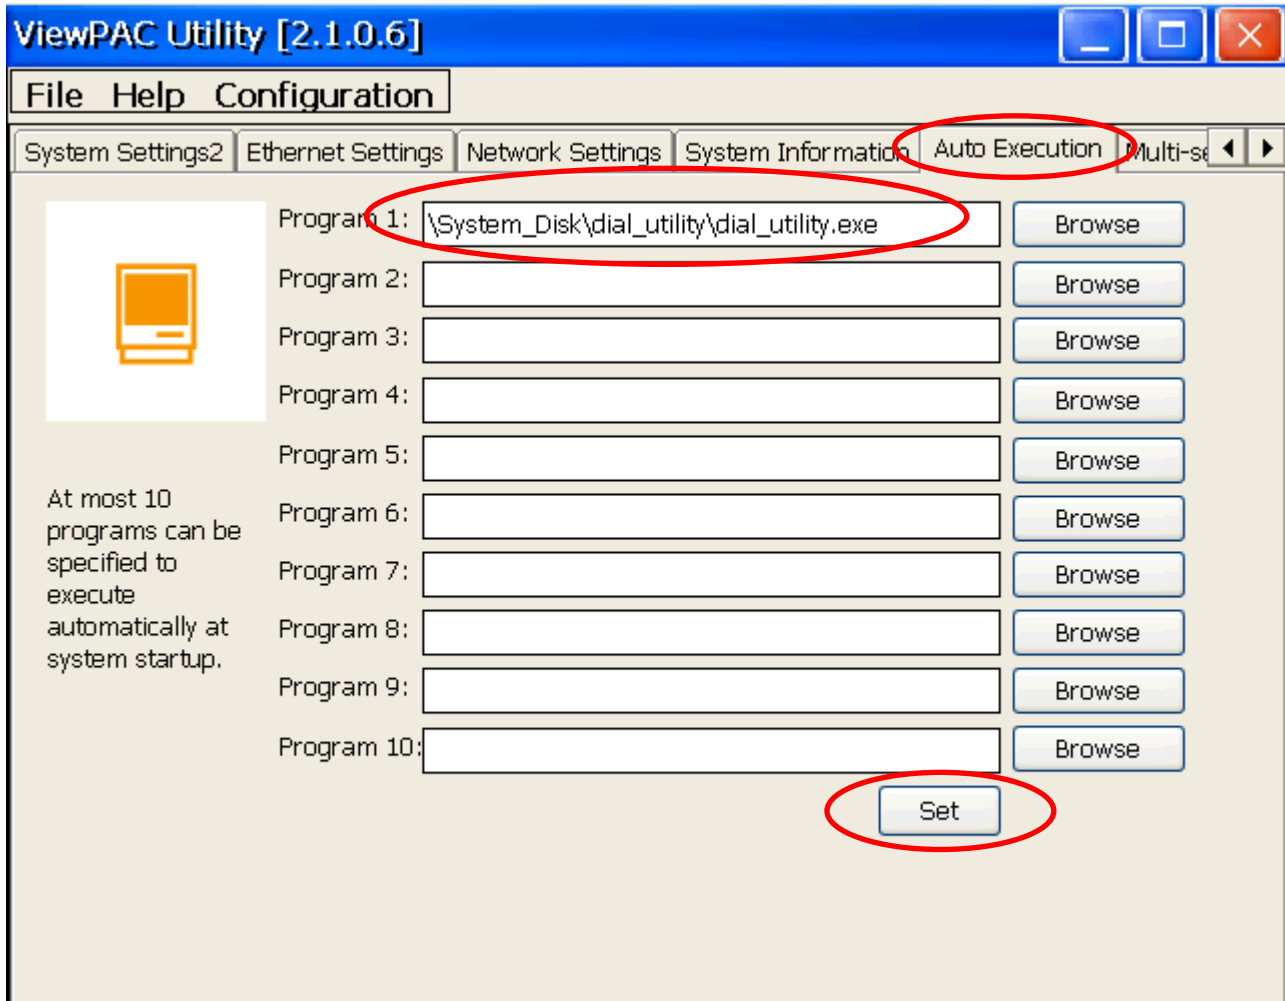 ViewPAC Utility [2.1.0.6]
File Help Configuration
System Settings2 Ethernet Settings Network Settings System Information Auto Execution Multi-se
Program 1: \System_Disk\dial_utility\dial_utility.exe Browse
Program 2: Browse
Program 3: Browse
Program 4: Browse
Program 5: Browse
Program 6: Browse
Program 7: Browse
Program 8: Browse
Program 9: Browse
Program 10: Browse
At most 10
programs can be
specified to
execute
automatically at
system startup.
Set